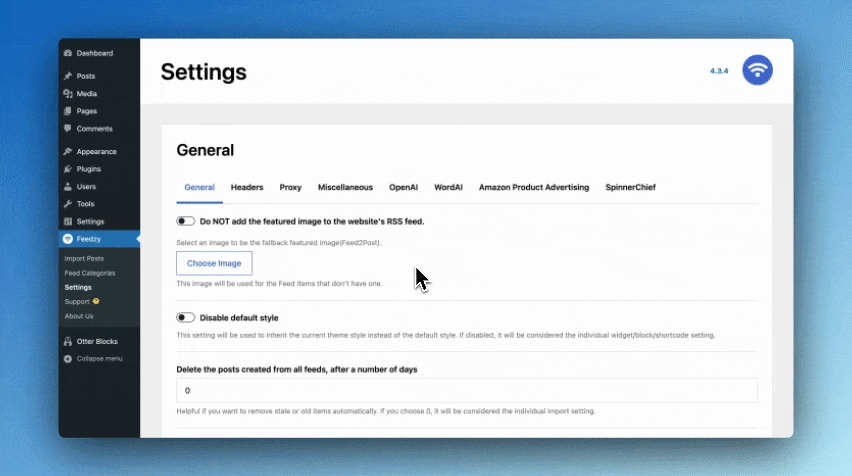 Dashboard
Posts
Media
Pages
Comments
Appearance
Plugins
Users
Tools
Settings
Feedzy
Import Posts
Feed Categories
Settings
Support
About Us
Otter Blocks
Collapse menu
Settings
4.3.4
General
General Headers Proxy Miscellaneous OpenAI WordAI Amazon Product Advertising SpinnerChief
Do NOT add the featured image to the website's RSS feed.
Select an image to be the fallback featured image(Feed2Post).
Choose Image
This image will be used for the Feed Items that don't have one.
Disable default style
This setting will be used to inherit the current theme style instead of the default style. If disabled, it will be considered the individual widget/block/shortcode setting.
Delete the posts created from all feeds, after a number of days
0
Helpful if you want to remove stale or old items automatically. If you choose 0, it will be considered the individual import setting.